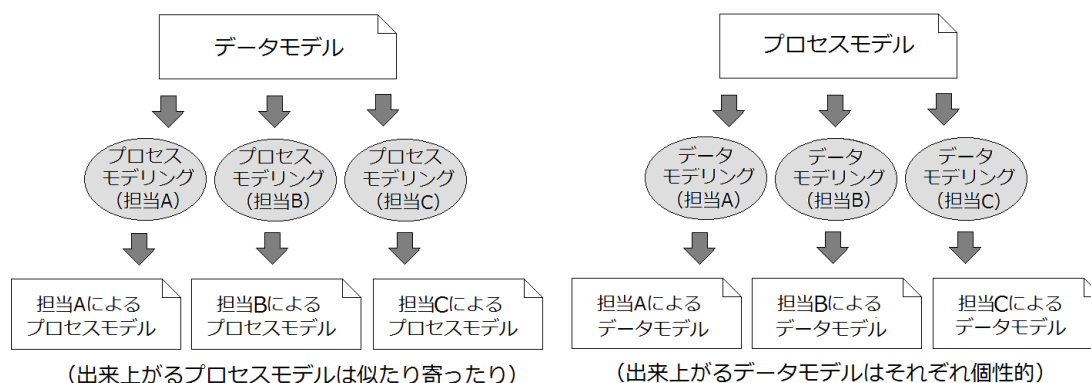 データモデル
プロセス
モデリング
（担当A）
プロセス
モデリング
（担当B）
プロセス
モデリング
（担当C）
担当Aによる
プロセスモデル
担当Bによる
プロセスモデル
担当Cによる
プロセスモデル
（出来上がるプロセスモデルは似たり寄ったり）
プロセスモデル
データ
モデリング
（担当A）
データ
モデリング
（担当B）
データ
モデリング
（担当C）
担当Aによる
データモデル
担当Bによる
データモデル
担当Cによる
データモデル
（出来上がるデータモデルはそれぞれ個性的）